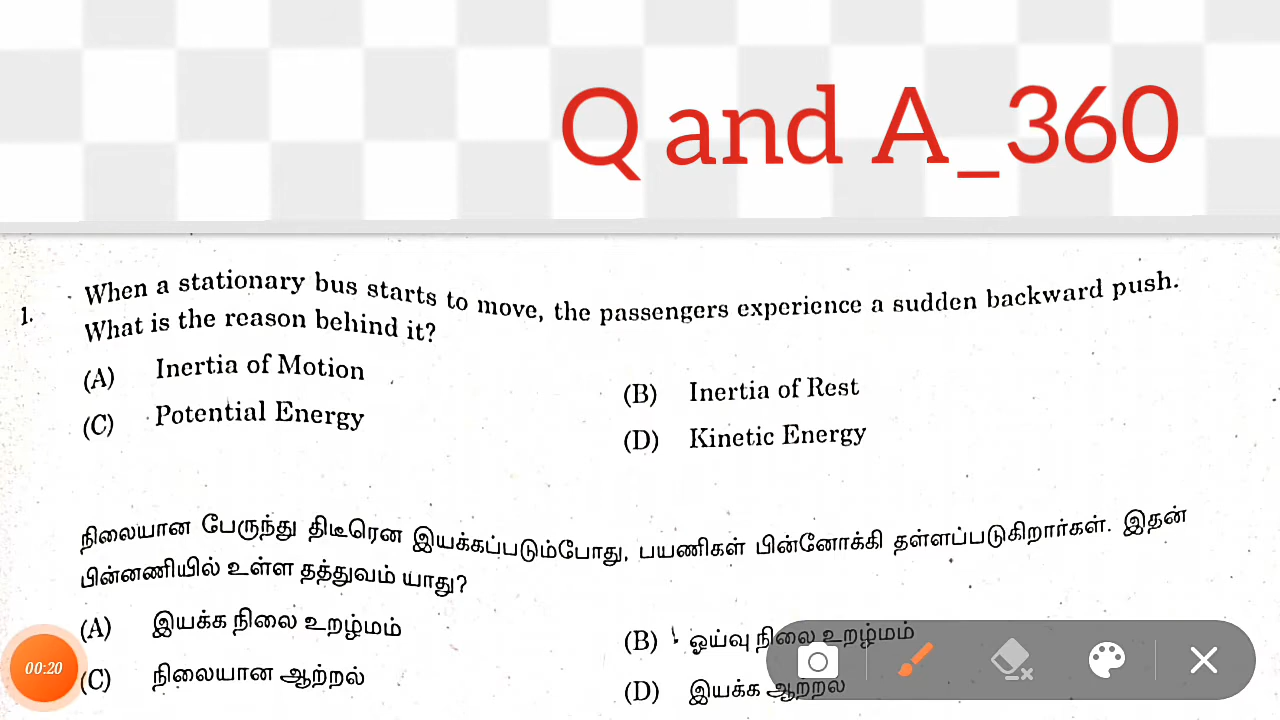 Q and A_360
1. When a stationary bus starts to move, the passengers experience a sudden backward push.
What is the reason behind it?
(A) Inertia of Motion
(B) Inertia of Rest
(C) Potential Energy
(D) Kinetic Energy
நிலையான பேருந்து திடீரென இயக்கப்படும்போது, பயணிகள் பின்னோக்கி தள்ளப்படுகிறார்கள். இதன்
பின்னணியில் உள்ள தத்துவம் யாது?
(A) இயக்க நிலை உறழ்மம்
(B) ஓய்வு நிலை உறழ்மம்
(C) நிலையான ஆற்றல்
(D) இயக்க ஆற்றல்
00:20